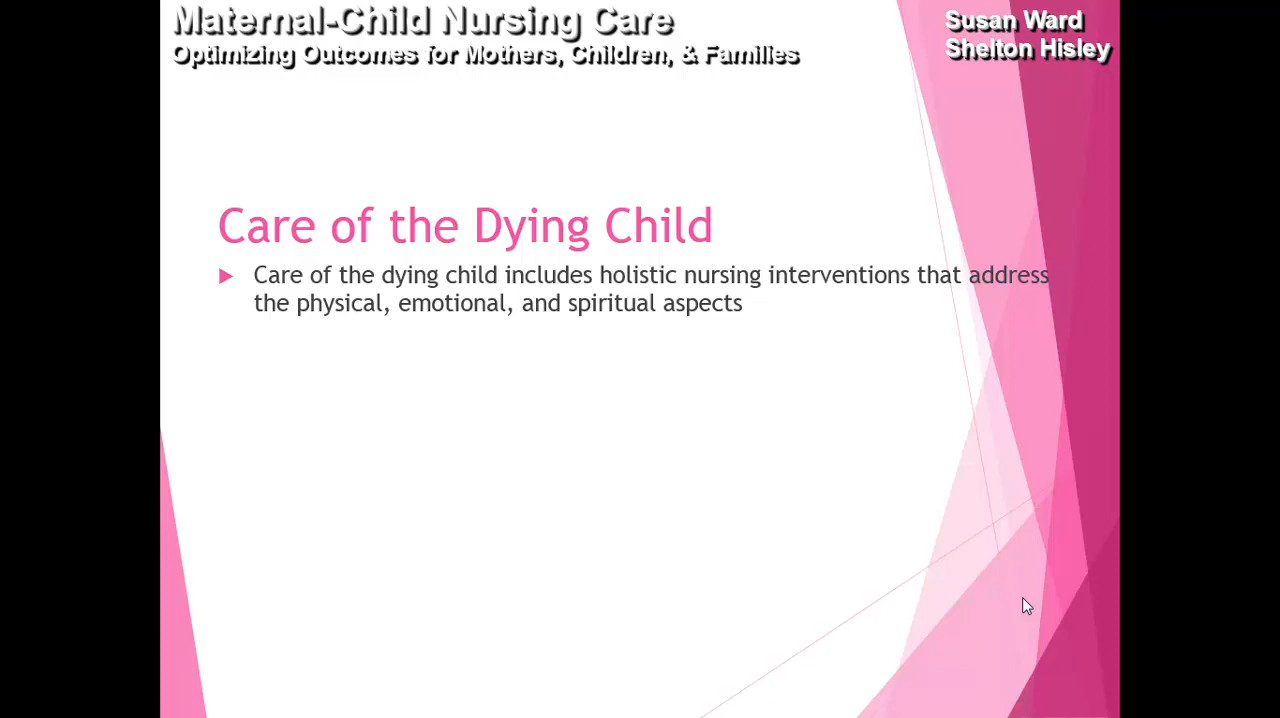 Maternal-Child Nursing Care
Optimizing Outcomes for Mothers, Children, & Families
Susan Ward
Shelton Hisley
Care of the Dying Child
Care of the dying child includes holistic nursing interventions that address
the physical, emotional, and spiritual aspects